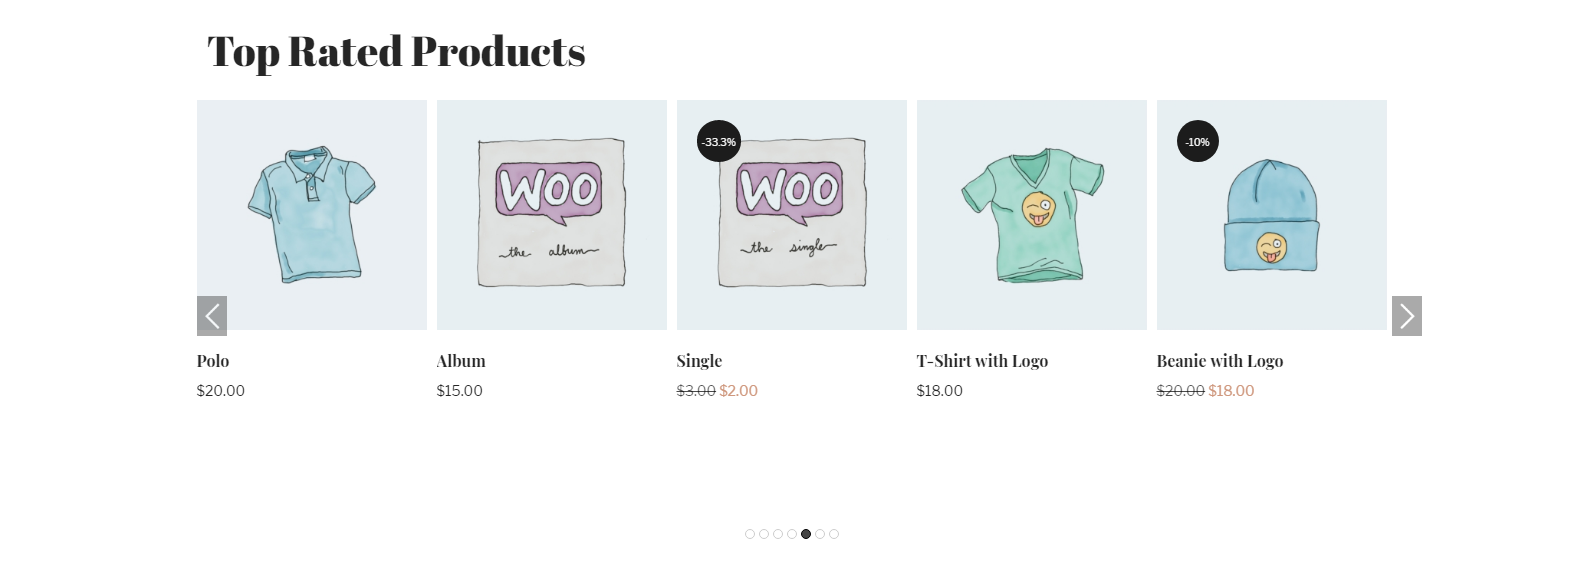 Top Rated Products
WOO
the album
-33.3%
WOO
the single
-10%
Polo
Album
Single
T-Shirt with Logo
Beanie with Logo
$20.00
$15.00
$3.00 $2.00
$18.00
$20.00 $18.00